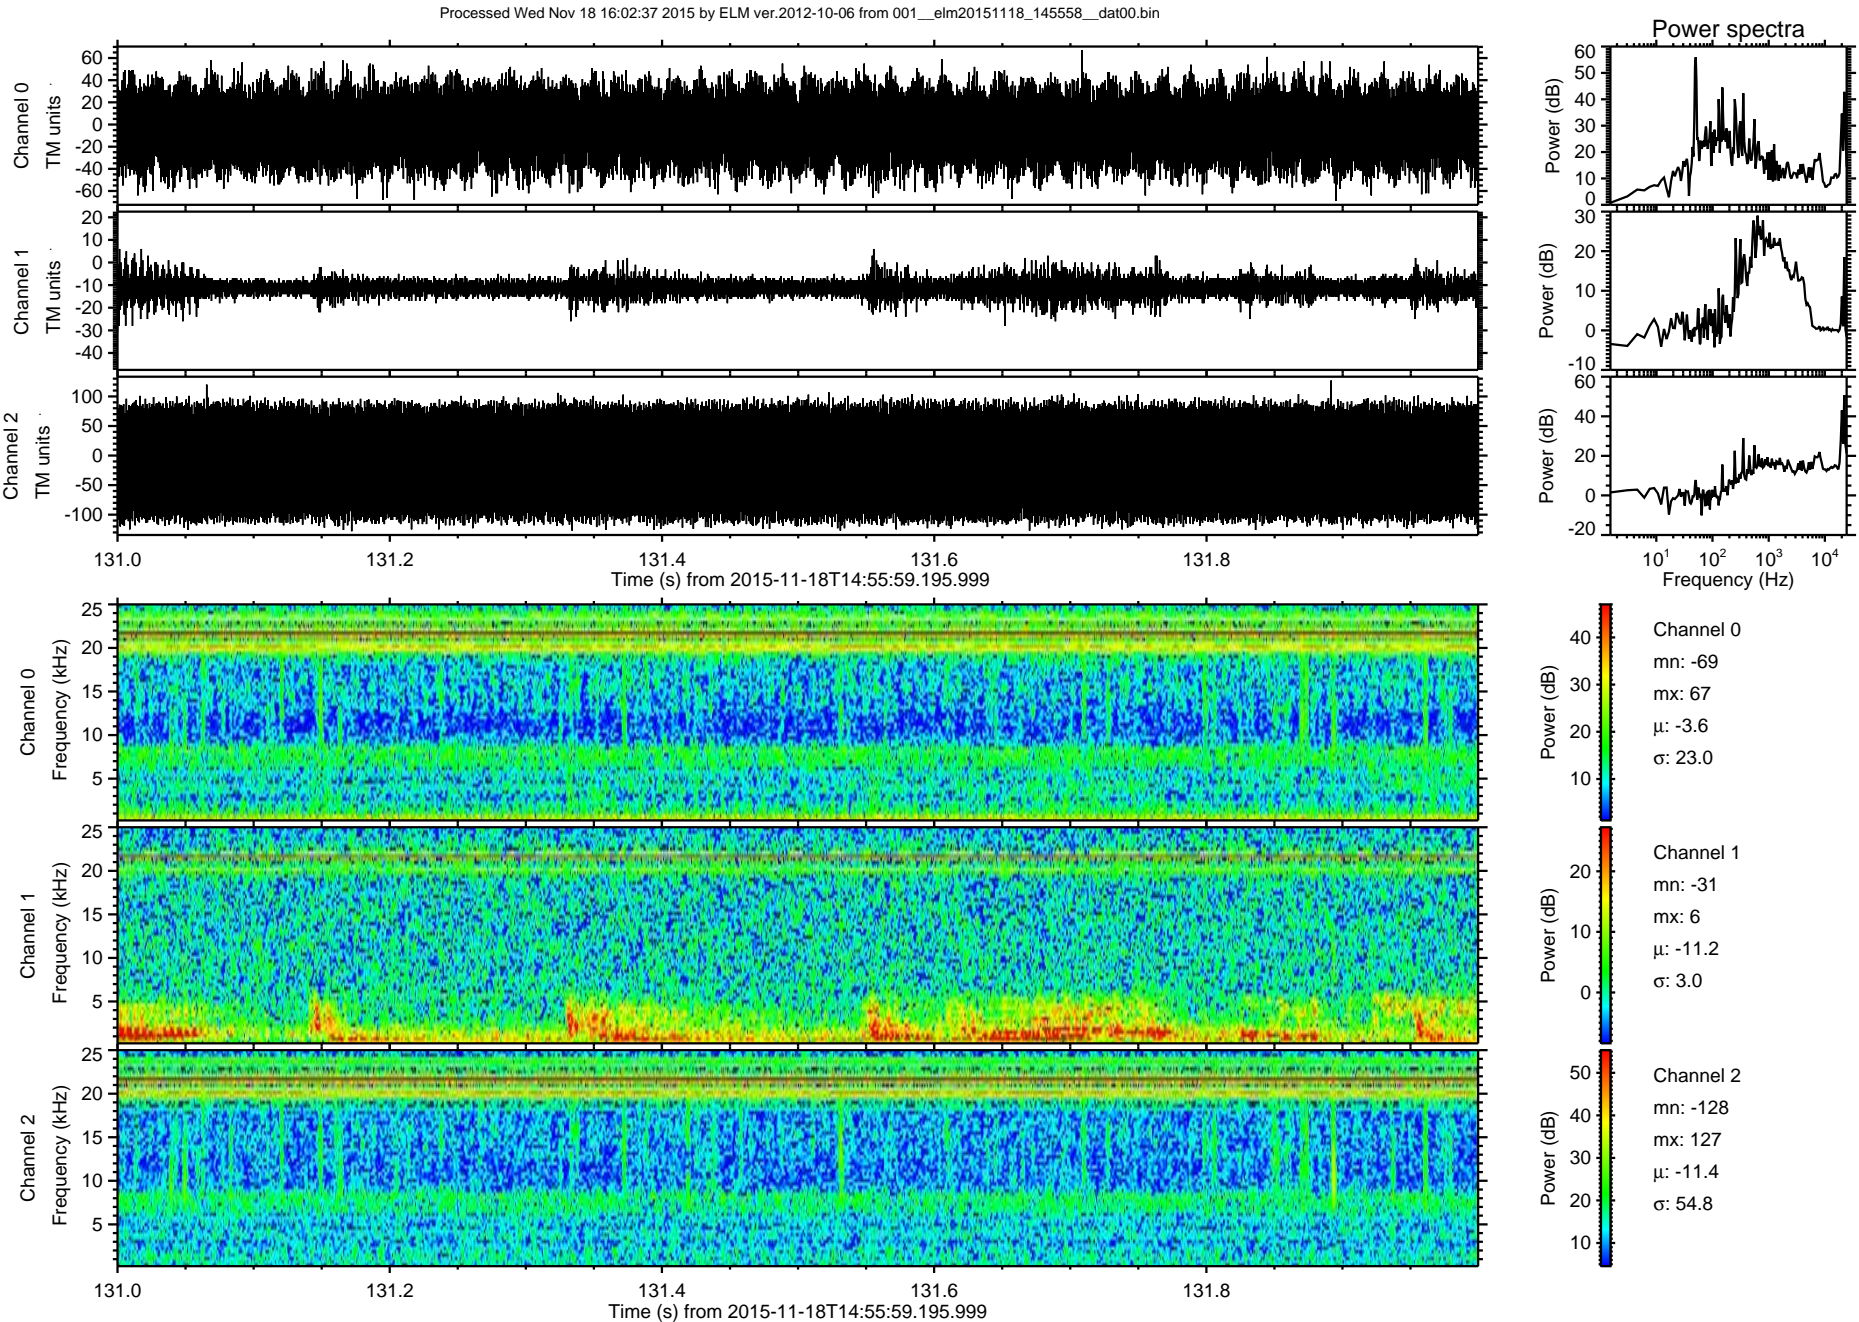 Processed Wed Nov 18 16:02:37 2015 by ELM ver.2012-10-06 from 001__elm20151118_145558__dat00.bin
Power spectra
Channel 0
TM units
60
40
20
0
-20
-40
-60
Power (dB)
60
50
40
30
20
10
0
Channel 1
TM units
20
10
0
-10
-20
-30
-40
Power (dB)
30
20
10
0
-10
Channel 2
TM units
100
50
0
-50
-100
Power (dB)
60
40
20
0
-20
131.0 131.2 131.4 131.6 131.8
Time (s) from 2015-11-18T14:55:59.195.999
10^1 10^2 10^3 10^4
Frequency (Hz)
Channel 0
Frequency (kHz)
25
20
15
10
5
Power (dB)
40
30
20
10
Channel 0
mn: -69
mx: 67
μ: -3.6
σ: 23.0
Channel 1
Frequency (kHz)
25
20
15
10
5
Power (dB)
20
10
0
Channel 1
mn: -31
mx: 6
μ: -11.2
σ: 3.0
Channel 2
Frequency (kHz)
25
20
15
10
5
Power (dB)
50
40
30
20
10
Channel 2
mn: -128
mx: 127
μ: -11.4
σ: 54.8
131.0 131.2 131.4 131.6 131.8
Time (s) from 2015-11-18T14:55:59.195.999